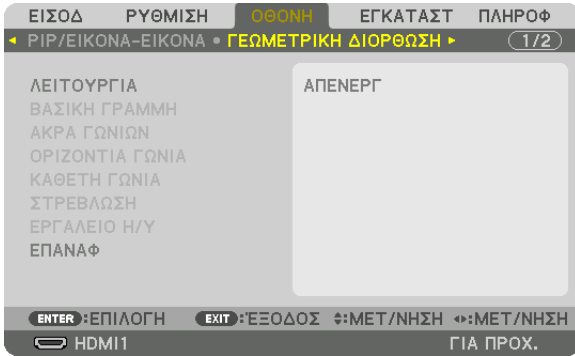 ΕΙΣΟΔ ΡΥΘΜΙΣΗ ΟΘΟΝΗ ΕΓΚΑΤΑΣΤ ΠΛΗΡΟΦ
◂ PIP/ΕΙΚΟΝΑ-ΕΙΚΟΝΑ • ΓΕΩΜΕΤΡΙΚΗ ΔΙΟΡΘΩΣΗ ▸ 1/2
ΛΕΙΤΟΥΡΓΙΑ ΑΠΕΝΕΡΓ
ΒΑΣΙΚΗ ΓΡΑΜΜΗ
ΑΚΡΑ ΓΩΝΙΩΝ
ΟΡΙΖΟΝΤΙΑ ΓΩΝΙΑ
ΚΑΘΕΤΗ ΓΩΝΙΑ
ΣΤΡΕΒΛΩΣΗ
ΕΡΓΑΛΕΙΟ Η/Υ
ΕΠΑΝΑΦ
ENTER :ΕΠΙΛΟΓΗ EXIT :ΈΞΟΔΟΣ ♦:ΜΕΤ/ΝΗΣΗ ◂▸:ΜΕΤ/ΝΗΣΗ
HDMI1 ΓΙΑ ΠΡΟΧ.